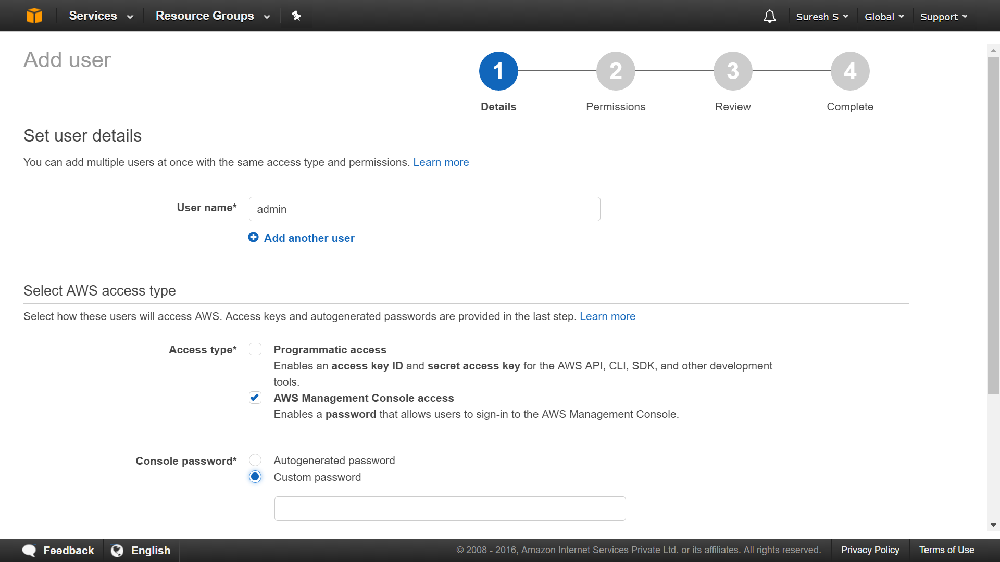 Services
Resource Groups
Suresh S
Global
Support
Add user
1
2
3
4
Details
Permissions
Review
Complete
Set user details
You can add multiple users at once with the same access type and permissions. Learn more
User name*
admin
Add another user
Select AWS access type
Select how these users will access AWS. Access keys and autogenerated passwords are provided in the last step. Learn more
Access type*
Programmatic access
Enables an access key ID and secret access key for the AWS API, CLI, SDK, and other development
tools.
AWS Management Console access
Enables a password that allows users to sign-in to the AWS Management Console.
Console password*
Autogenerated password
Custom password
Feedback
English
© 2008 - 2016, Amazon Internet Services Private Ltd. or its affiliates. All rights reserved.
Privacy Policy
Terms of Use